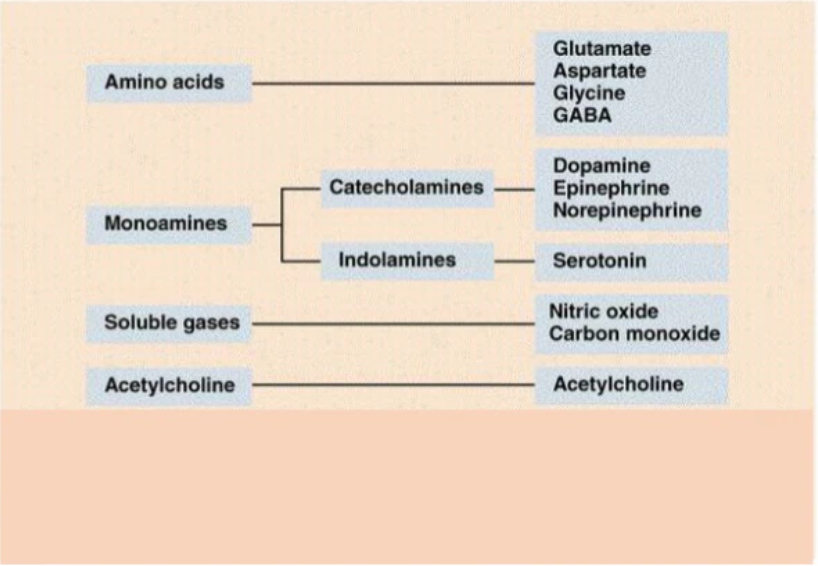 Amino acids
Glutamate
Aspartate
Glycine
GABA
Monoamines
Catecholamines
Dopamine
Epinephrine
Norepinephrine
Indolamines
Serotonin
Soluble gases
Nitric oxide
Carbon monoxide
Acetylcholine
Acetylcholine